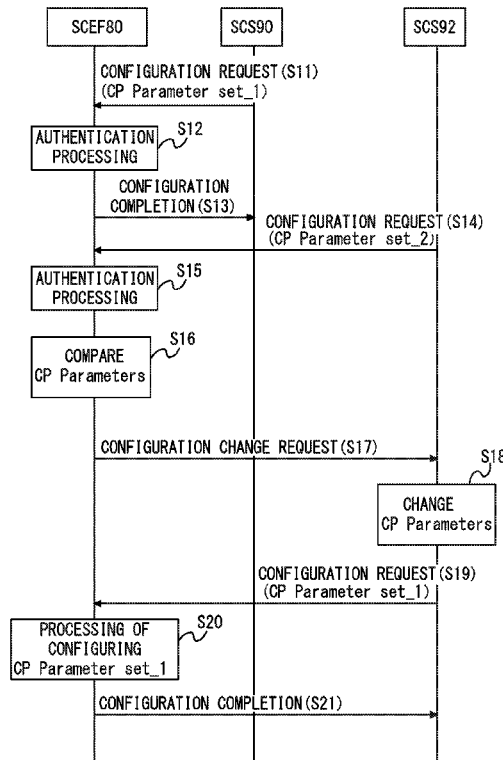 SCEF80
SCS90
SCS92
CONFIGURATION REQUEST(S11)
(CP Parameter set_1)
S12
AUTHENTICATION
PROCESSING
CONFIGURATION
COMPLETION(S13)
CONFIGURATION REQUEST(S14)
(CP Parameter set_2)
S15
AUTHENTICATION
PROCESSING
S16
COMPARE
CP Parameters
CONFIGURATION CHANGE REQUEST(S17)
S18
CHANGE
CP Parameters
CONFIGURATION REQUEST(S19)
(CP Parameter set_1)
S20
PROCESSING OF
CONFIGURING
CP Parameter set_1
CONFIGURATION COMPLETION(S21)